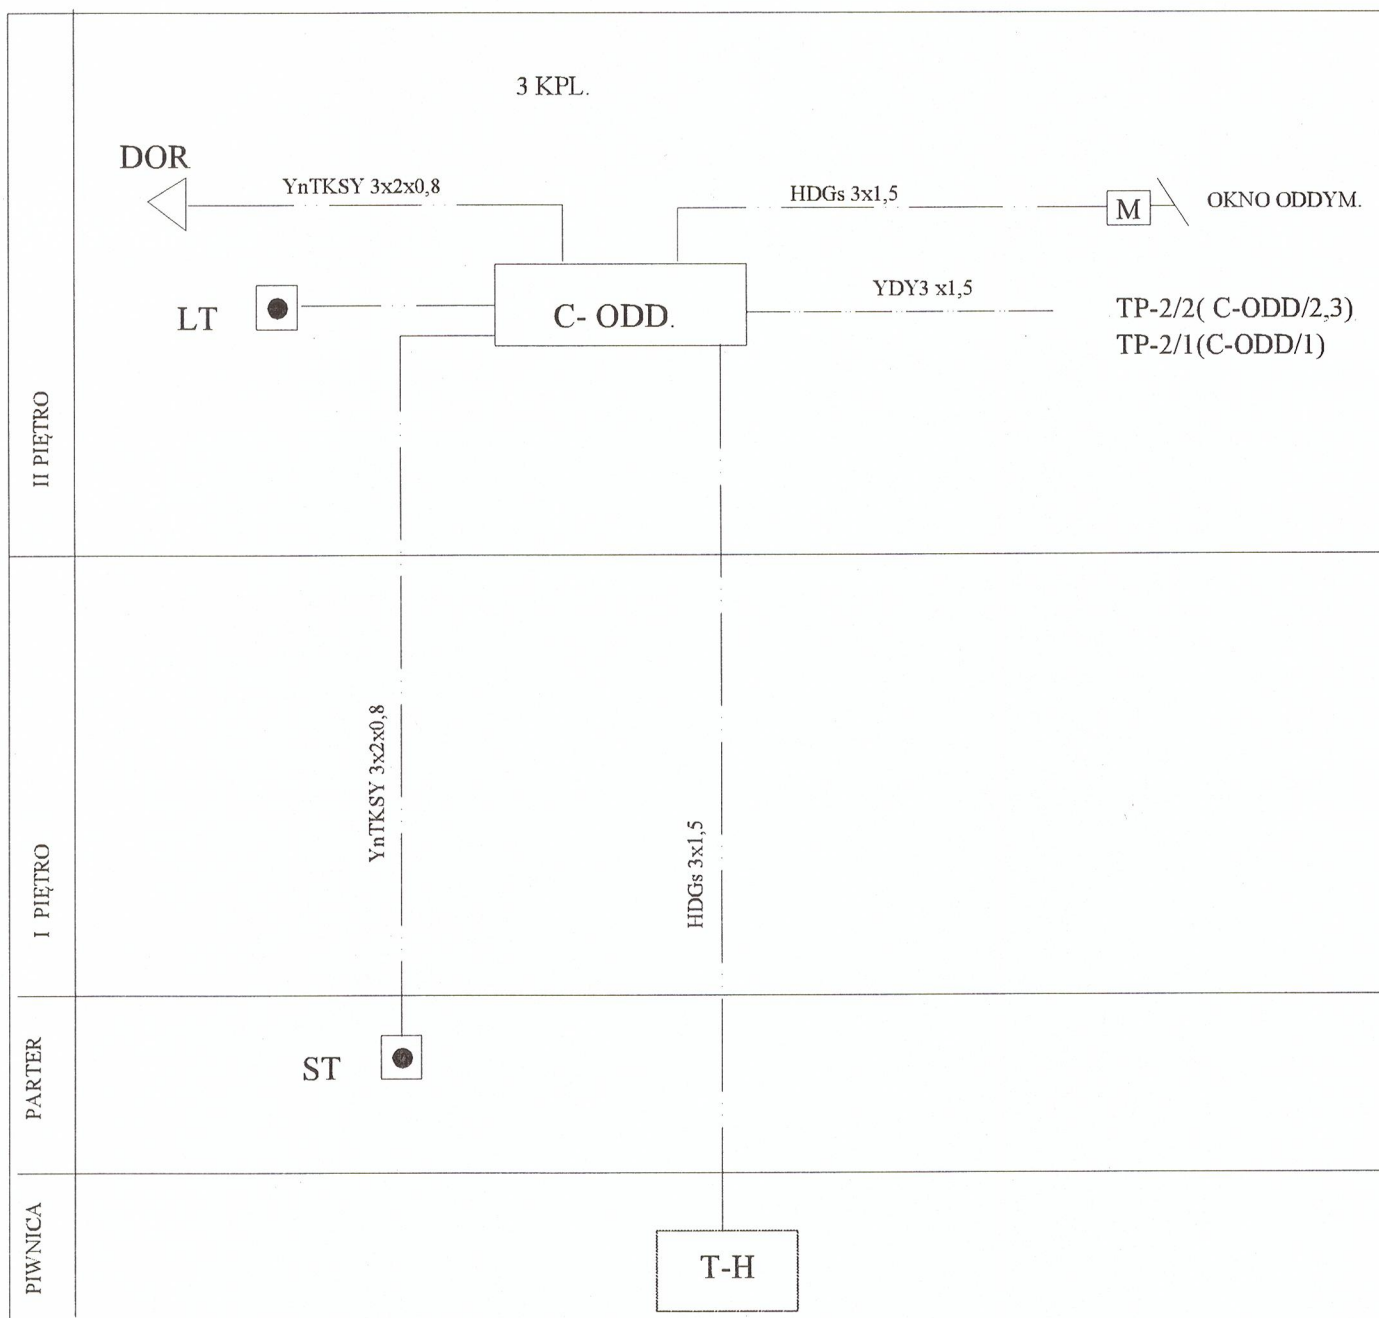 3 KPL.
DOR
YnTKSY 3x2x0,8
HDGs 3x1,5
M
OKNO ODDYM.
LT
C- ODD.
YDY3 x1,5
TP-2/2( C-ODD/2,3)
TP-2/1(C-ODD/1)
II PIĘTRO
YnTKSY 3x2x0,8
HDGs 3x1,5
I PIĘTRO
ST
PARTER
T-H
PIWNICA